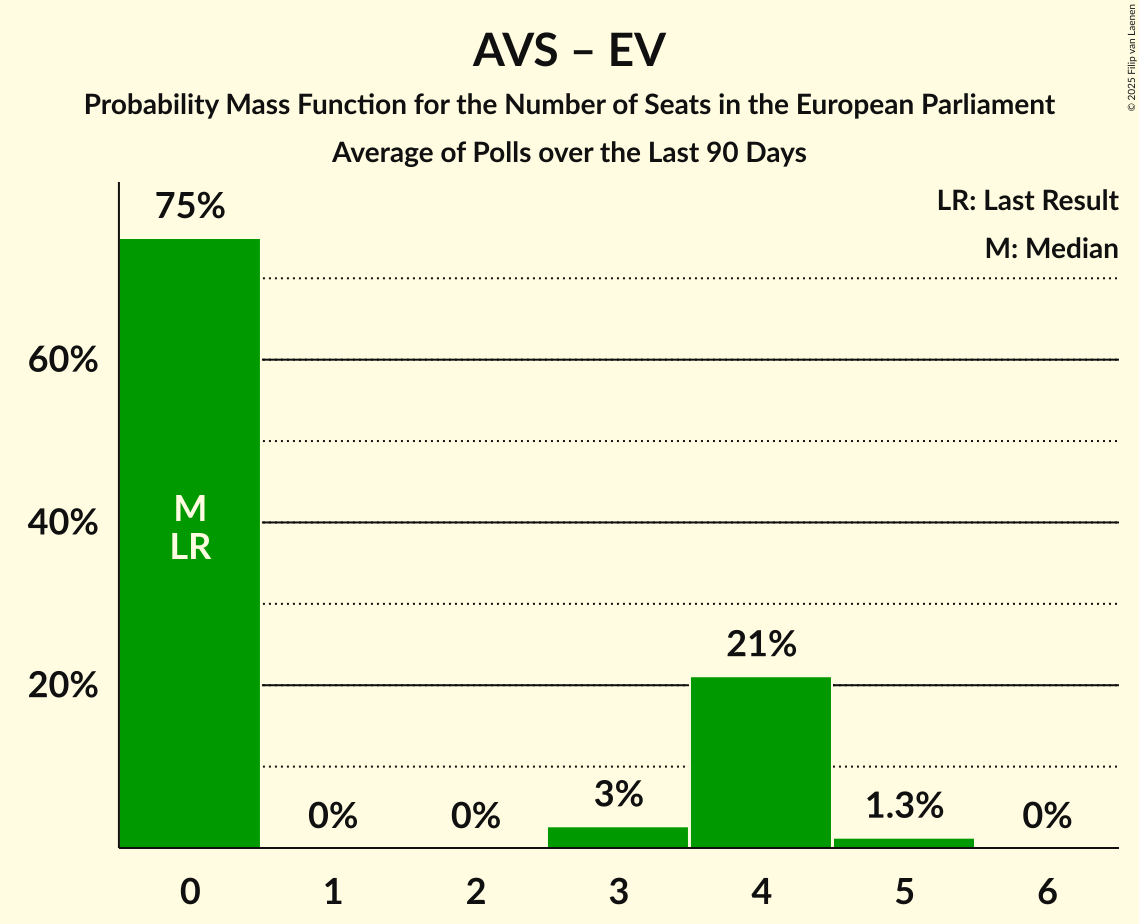 AVS – EV
Probability Mass Function for the Number of Seats in the European Parliament
Average of Polls over the Last 90 Days
© 2025 Filip van Laenen
LR: Last Result
M: Median
75%
60%
40%
20%
M
LR
0%
0%
3%
21%
1.3%
0%
0
1
2
3
4
5
6